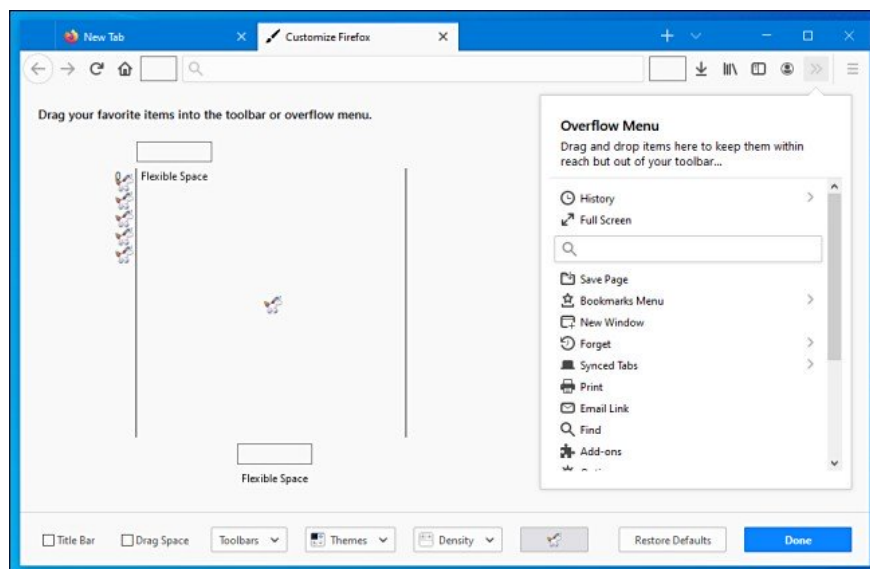 New Tab
Customize Firefox
Drag your favorite items into the toolbar or overflow menu.
Flexible Space
Flexible Space
Overflow Menu
Drag and drop items here to keep them within
reach but out of your toolbar...
History
Full Screen
Save Page
Bookmarks Menu
New Window
Forget
Synced Tabs
Print
Email Link
Find
Add-ons
Title Bar
Drag Space
Toolbars
Themes
Density
Restore Defaults
Done